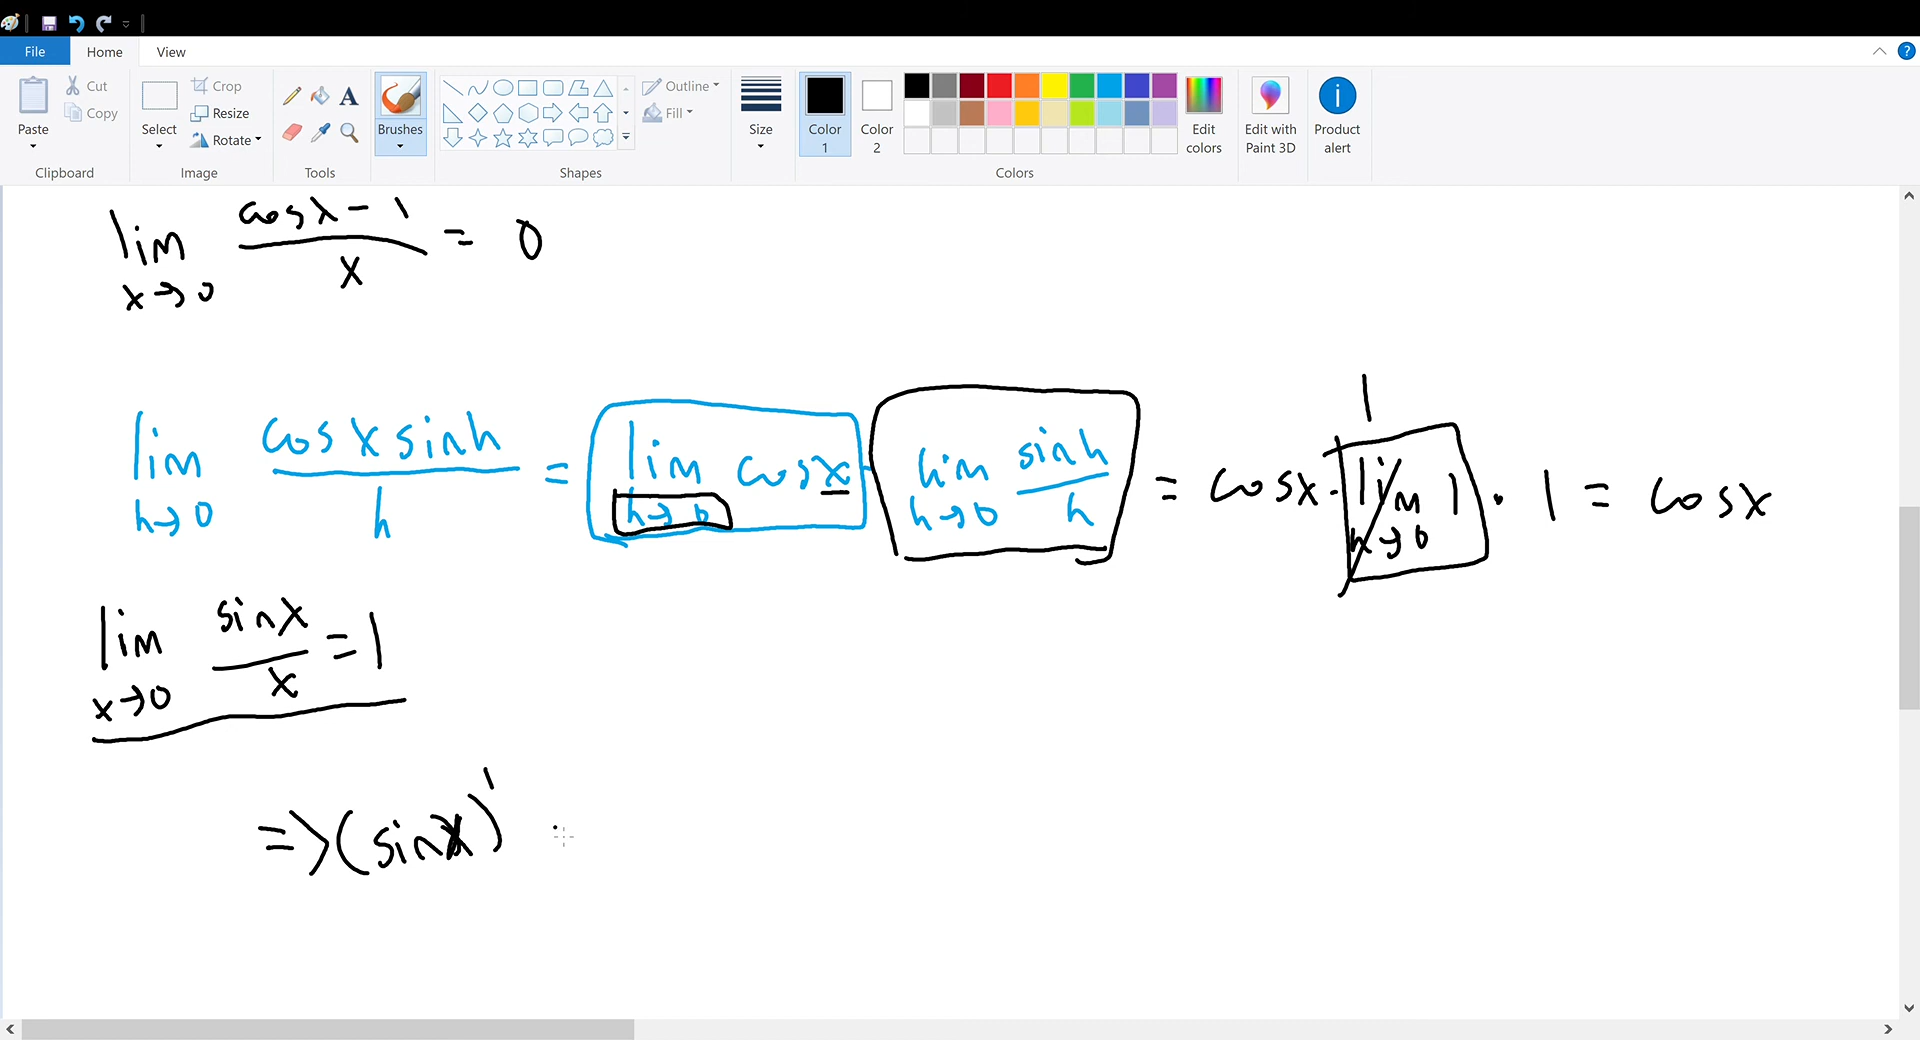 File Home View
Paste Cut Copy Clipboard
Select Crop Resize Rotate Image
Tools
Brushes
Outline Fill Shapes
Size
Color 1 Color 2 Edit colors Colors
Edit with Paint 3D
Product alert
lim x→0 (cosx - 1)/x = 0
lim h→0 (cosx sinh)/h = lim h→0 cosx · lim h→0 sinh/h = cosx · lim h→0 1 · 1 = cosx
1
lim x→0 sinx/x = 1
=> (sinx)'